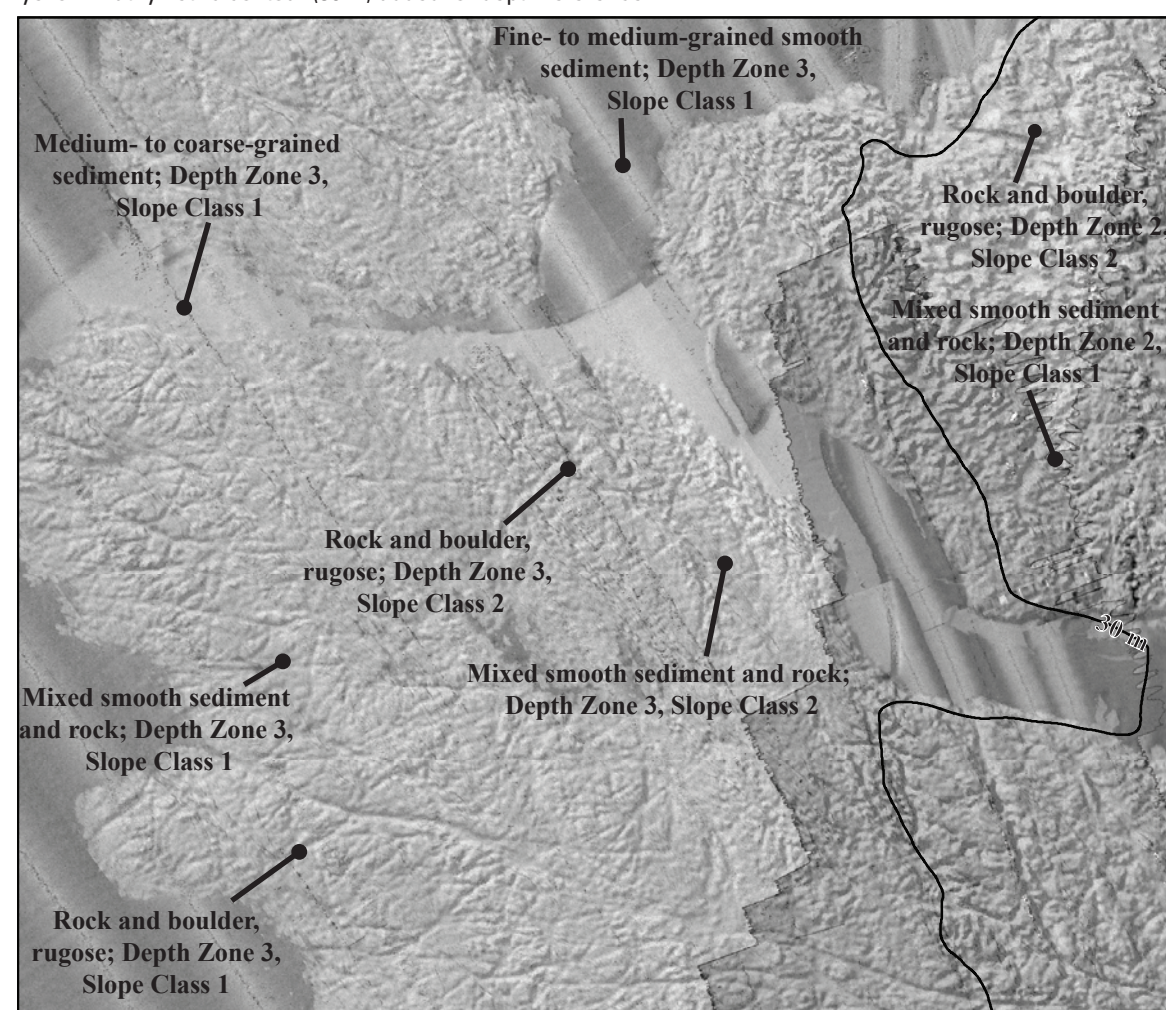 Fine- to medium-grained smooth
sediment; Depth Zone 3,
Slope Class 1
Medium- to coarse-grained
sediment; Depth Zone 3,
Slope Class 1
Rock and boulder,
rugose; Depth Zone 2,
Slope Class 2
Mixed smooth sediment
and rock; Depth Zone 2,
Slope Class 1
Rock and boulder,
rugose; Depth Zone 3,
Slope Class 2
30 m
Mixed smooth sediment and rock;
Depth Zone 3, Slope Class 2
Mixed smooth sediment
and rock; Depth Zone 3,
Slope Class 1
Rock and boulder,
rugose; Depth Zone 3,
Slope Class 1